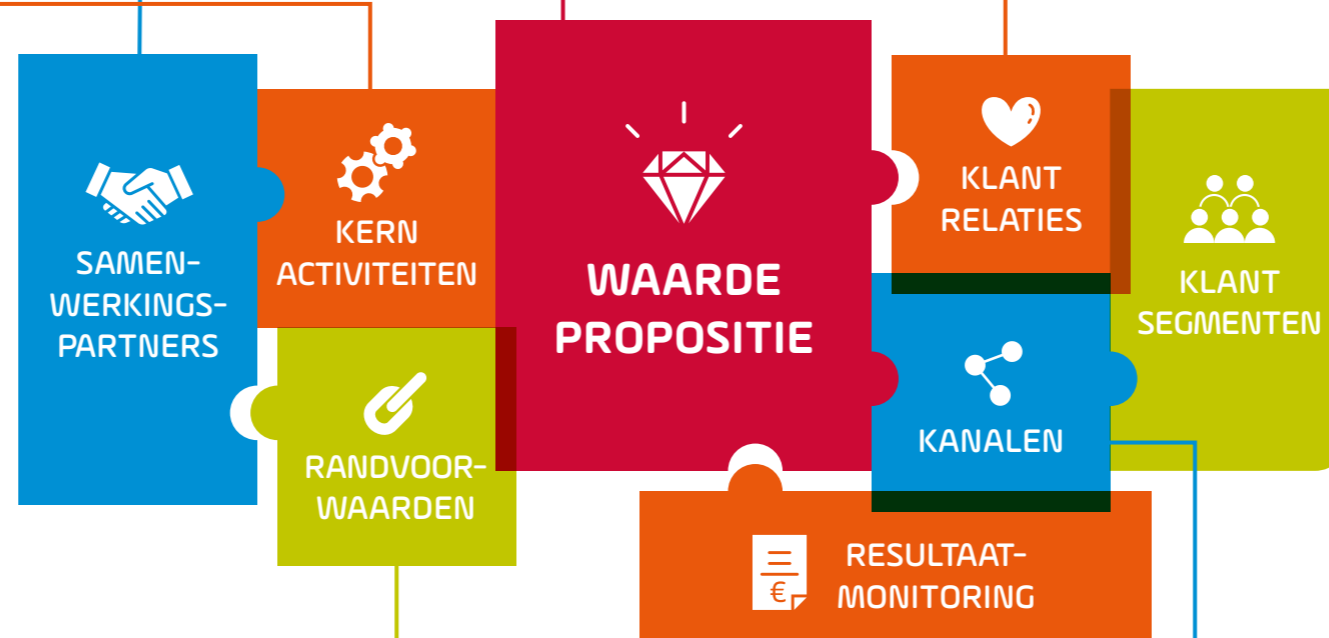 SAMEN-
WERKINGS-
PARTNERS
KERN
ACTIVITEITEN
RANDVOOR-
WAARDEN
WAARDE
PROPOSITIE
KLANT
RELATIES
KANALEN
KLANT
SEGMENTEN
€
RESULTAAT-
MONITORING